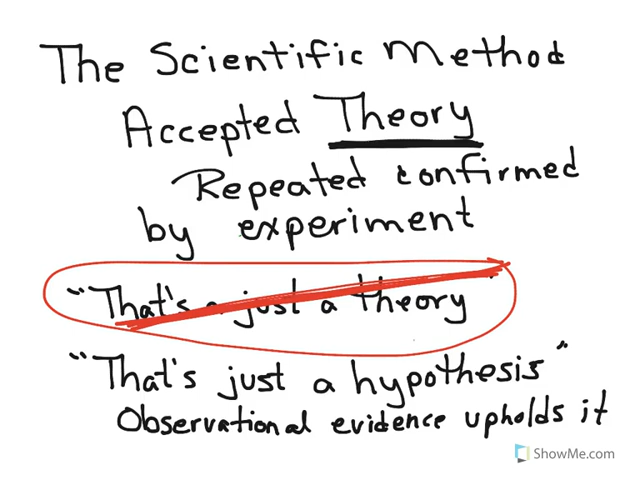 The Scientific Method
Accepted Theory
Repeated confirmed
by experiment
"That's a just a theory"
"That's just a hypothesis"
Observational evidence upholds it
ShowMe.com